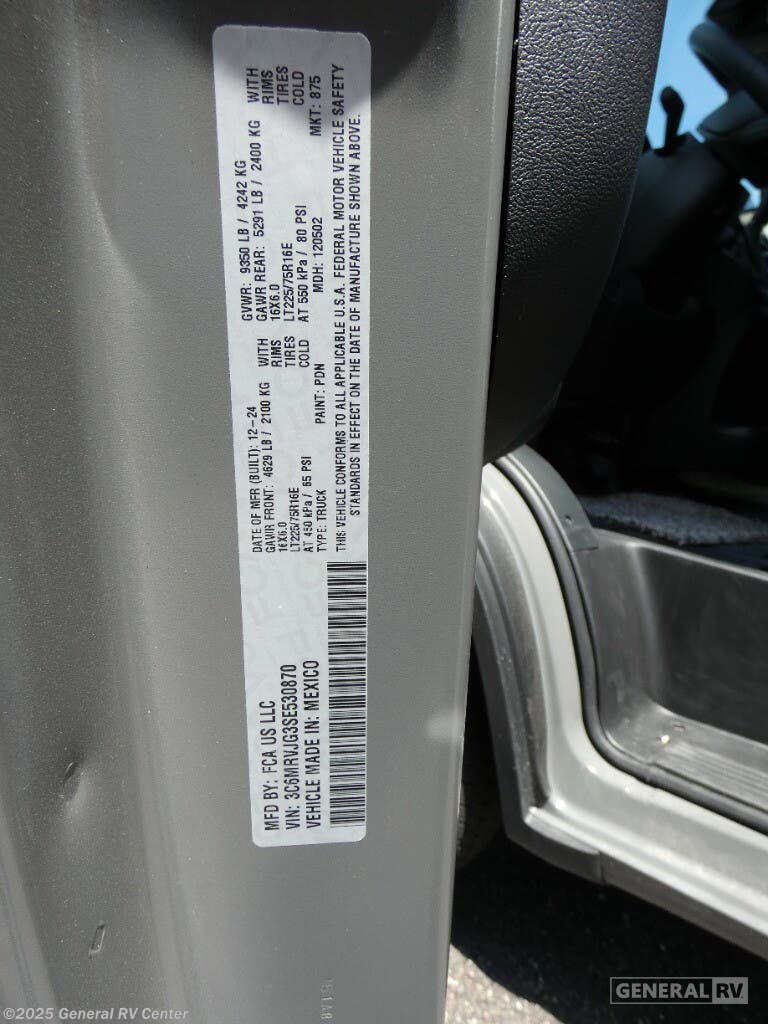 MFD BY: FCA US LLC
VIN: 3C6MRVJG3SE530870
VEHICLE MADE IN: MEXICO
DATE OF MFR (BUILT): 12-24 GVWR: 9350 LB / 4242 KG
GAWR FRONT: 4629 LB / 2100 KG WITH GAWR REAR: 5291 LB / 2400 KG WITH
16X6.0 RIMS 16X6.0 RIMS
LT225/75R16E TIRES LT225/75R16E TIRES
AT 450 kPa / 65 PSI COLD AT 550 kPa / 80 PSI COLD
TYPE: TRUCK PAINT: PDN MDH: 120502 MKT: 875
THIS VEHICLE CONFORMS TO ALL APPLICABLE U.S.A. FEDERAL MOTOR VEHICLE SAFETY
STANDARDS IN EFFECT ON THE DATE OF MANUFACTURE SHOWN ABOVE.
GENERAL RV
©2025 General RV Center